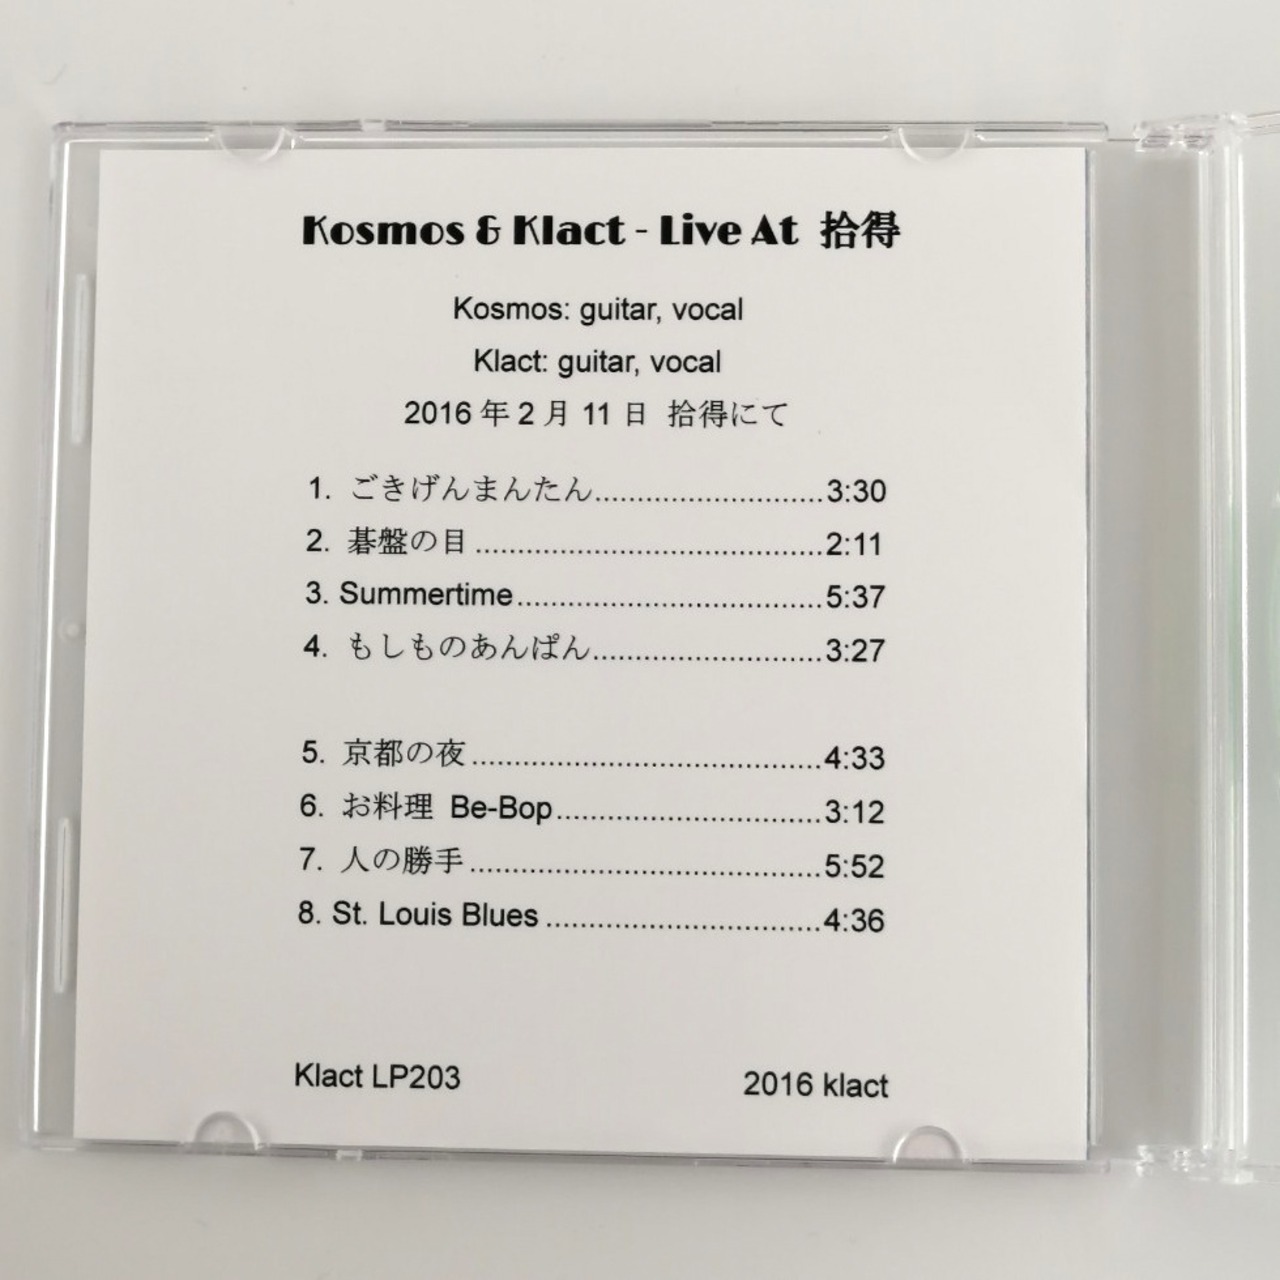 Kosmos & Klact - Live At 拾得
Kosmos: guitar, vocal
Klact: guitar, vocal
2016 年 2 月 11 日 拾得にて
1. ごきげんまんたん..................................3:30
2. 碁盤の目..................................2:11
3. Summertime..................................5:37
4. もしものあんぱん..................................3:27
5. 京都の夜..................................4:33
6. お料理 Be-Bop..................................3:12
7. 人の勝手..................................5:52
8. St. Louis Blues..................................4:36
Klact LP203
2016 klact